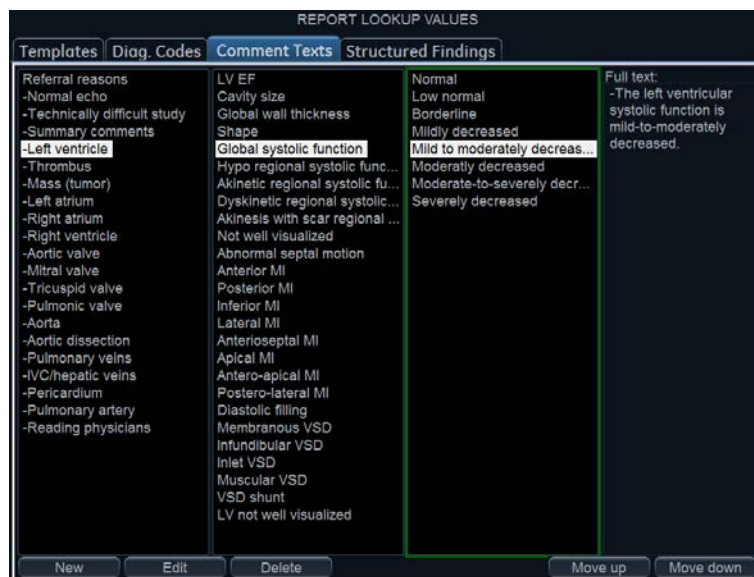 REPORT LOOKUP VALUES
Templates
Diag. Codes
Comment Texts
Structured Findings
Referral reasons
-Normal echo
-Technically difficult study
-Summary comments
-Left ventricle
-Thrombus
-Mass (tumor)
-Left atrium
-Right atrium
-Right ventricle
-Aortic valve
-Mitral valve
-Tricuspid valve
-Pulmonic valve
-Aorta
-Aortic dissection
-Pulmonary veins
-IVC/hepatic veins
-Pericardium
-Pulmonary artery
-Reading physicians
LV EF
Cavity size
Global wall thickness
Shape
Global systolic function
Hypo regional systolic func...
Akinetic regional systolic fu...
Dyskinetic regional systolic...
Akinesis with scar regional ...
Not well visualized
Abnormal septal motion
Anterior MI
Posterior MI
Inferior MI
Lateral MI
Anterioseptal MI
Apical MI
Antero-apical MI
Postero-lateral MI
Diastolic filling
Membranous VSD
Infundibular VSD
Inlet VSD
Muscular VSD
VSD shunt
LV not well visualized
Normal
Low normal
Borderline
Mildly decreased
Mild to moderately decreas...
Moderatly decreased
Moderate-to-severely decr...
Severely decreased
Full text:
-The left ventricular
systolic function is
mild-to-moderately
decreased.
New
Edit
Delete
Move up
Move down